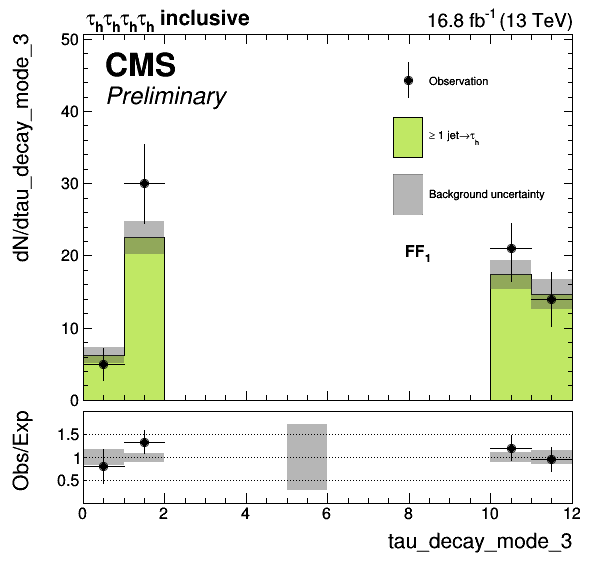 τhτhτhτh inclusive
16.8 fb-1 (13 TeV)
dN/dtau_decay_mode_3
50
40
30
20
10
0
CMS
Preliminary
Observation
≥ 1 jet→τh
Background uncertainty
FF1
Obs/Exp
1.5
1
0.5
0 2 4 6 8 10 12
tau_decay_mode_3